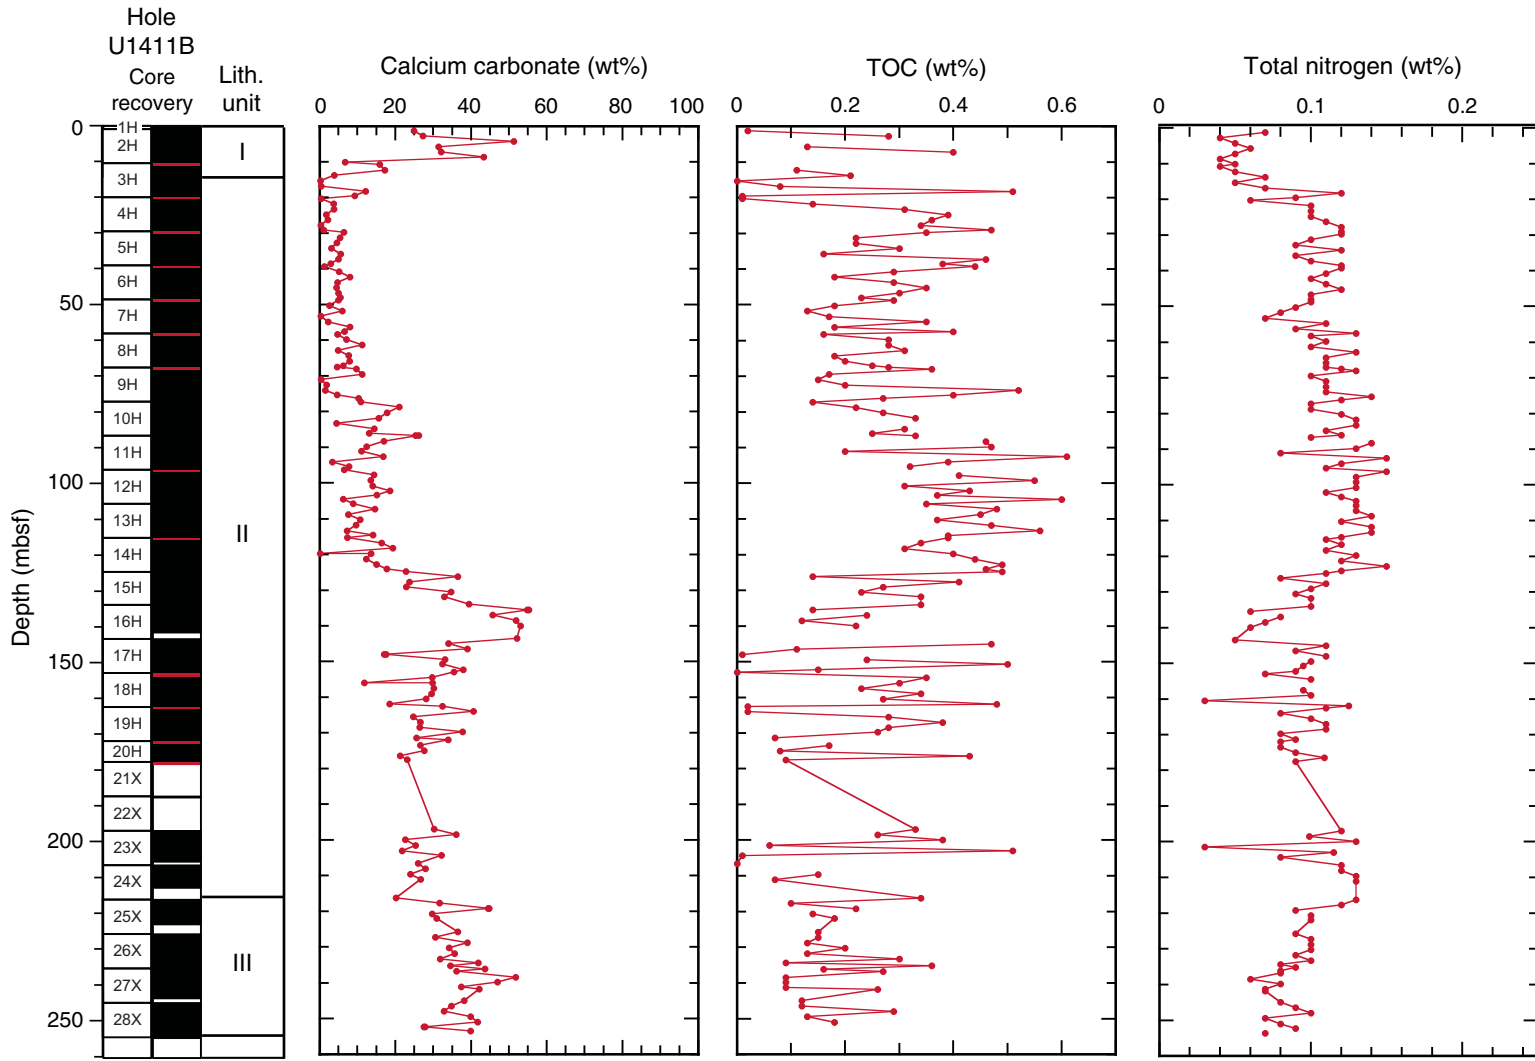 Hole
U1411B
Core
recovery
Lith.
unit
Calcium carbonate (wt%)
TOC (wt%)
Total nitrogen (wt%)
0 20 40 60 80 100
0 0.2 0.4 0.6
0 0.1 0.2
Depth (mbsf)
0
50
100
150
200
250
1H
2H
3H
4H
5H
6H
7H
8H
9H
10H
11H
12H
13H
14H
15H
16H
17H
18H
19H
20H
21X
22X
23X
24X
25X
26X
27X
28X
I
II
III